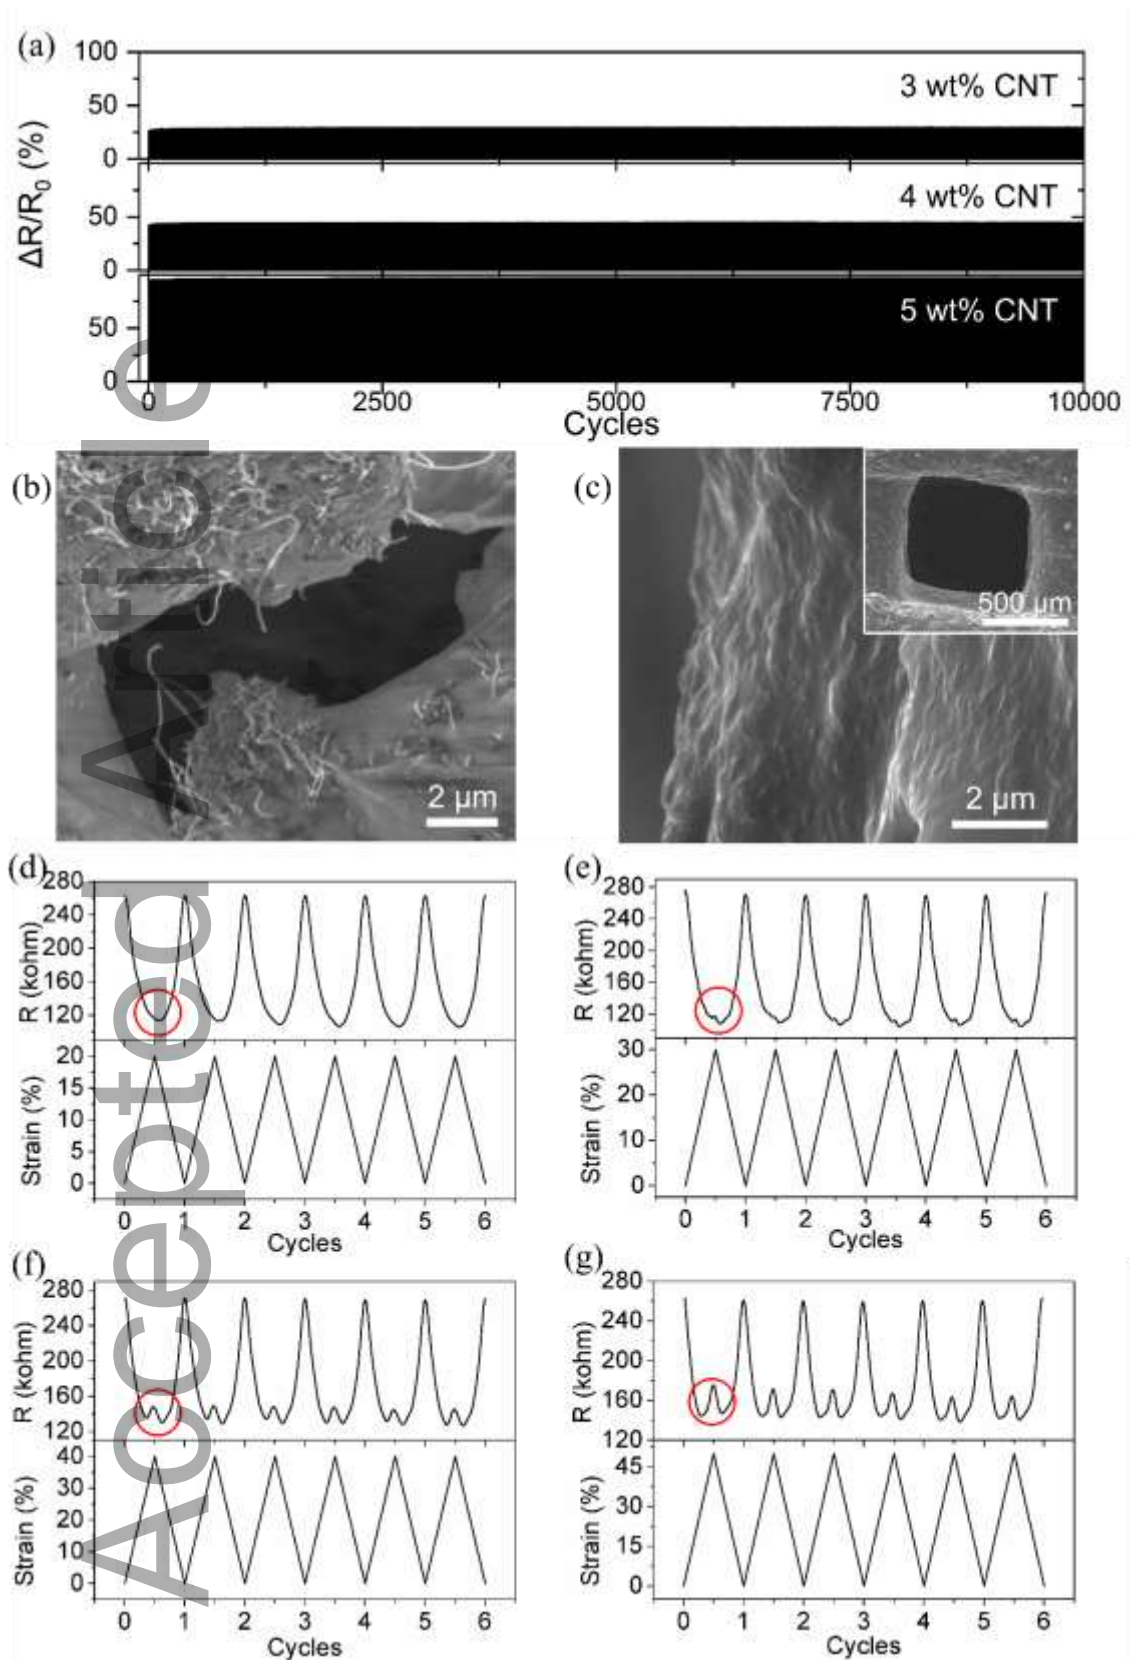 (a)
100
50
0
3 wt% CNT
50
0
4 wt% CNT
50
0
5 wt% CNT
ΔR/R₀ (%)
0 2500 5000 7500 10000
Cycles
(b)
2 µm
(c)
500 µm
2 µm
(d)
280
240
200
160
120
R (kohm)
20
15
10
5
0
Strain (%)
0 1 2 3 4 5 6
Cycles
(e)
280
240
200
160
120
R (kohm)
30
20
10
0
Strain (%)
0 1 2 3 4 5 6
Cycles
(f)
280
240
200
160
120
R (kohm)
40
30
20
10
0
Strain (%)
0 1 2 3 4 5 6
Cycles
(g)
280
240
200
160
120
R (kohm)
45
30
15
0
Strain (%)
0 1 2 3 4 5 6
Cycles
Accepted Article